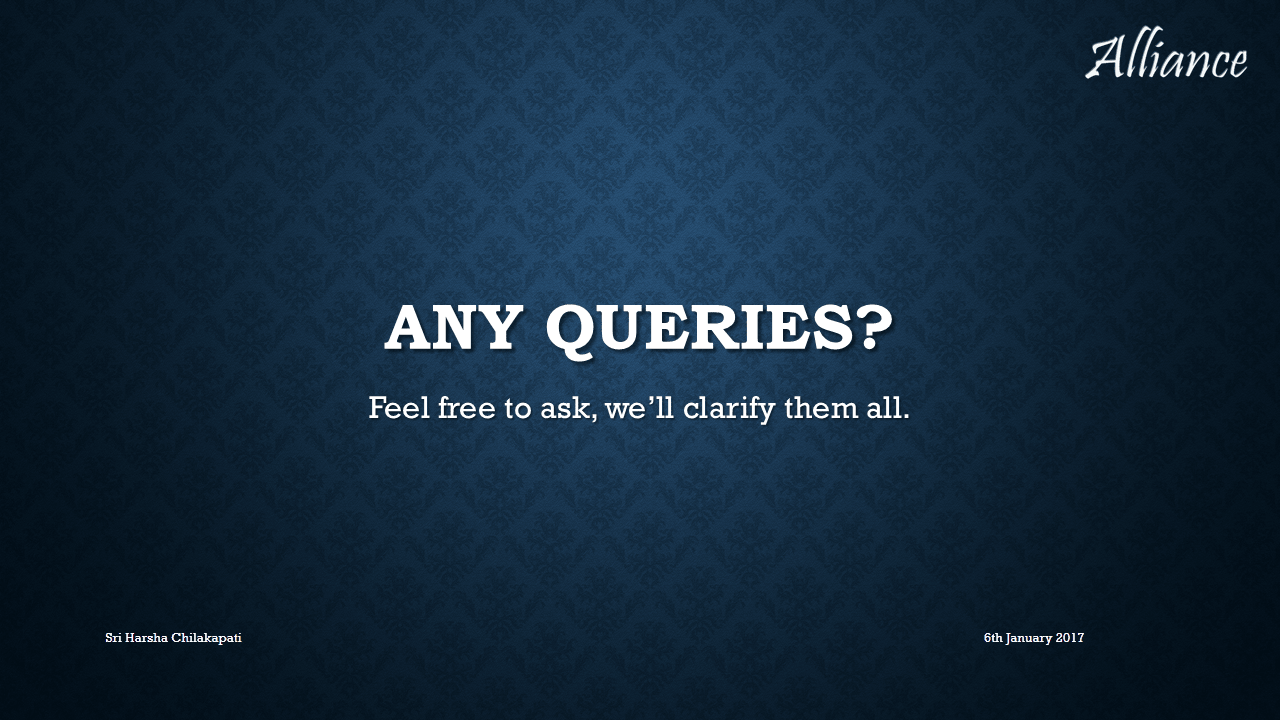 Alliance
ANY QUERIES?
Feel free to ask, we’ll clarify them all.
Sri Harsha Chilakapati
6th January 2017